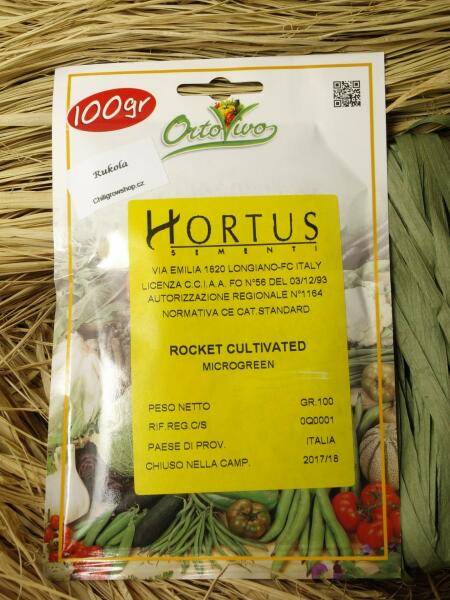 100gr
OrtoVivo
Rukola
Chiligrowshop.cz
HORTUS
SEMENTI
VIA EMILIA 1820 LONGIANO-FC ITALY
LICENZA C.C.I.A.A. FO N°56 DEL 03/12/93
AUTORIZZAZIONE REGIONALE N°1164
NORMATIVA CE CAT.STANDARD
ROCKET CULTIVATED
MICROGREEN
PESO NETTO GR.100
RIF.REG.C/S 0Q0001
PAESE DI PROV. ITALIA
CHIUSO NELLA CAMP. 2017/18